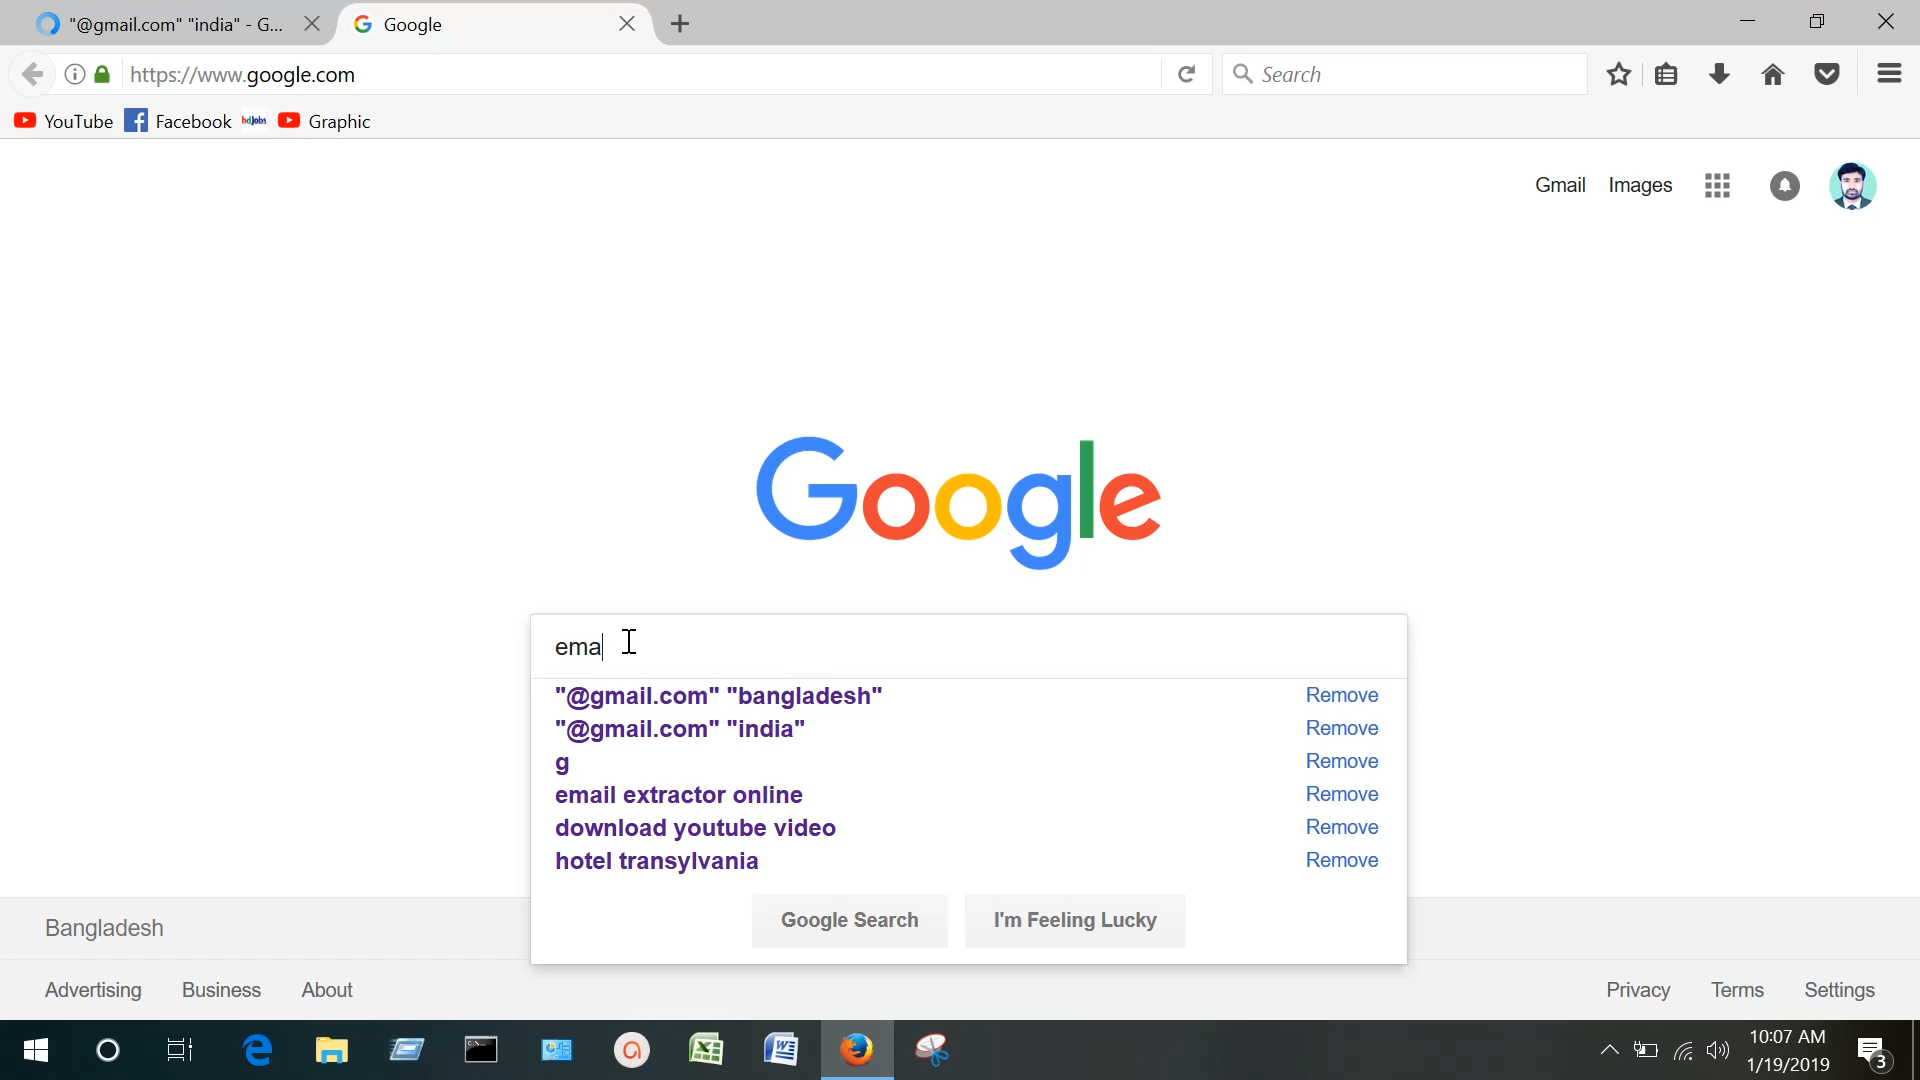 "@gmail.com" "india" - G...
Google
https://www.google.com
Search
YouTube Facebook bdjobs Graphic
Gmail Images
Google
ema
"@gmail.com" "bangladesh" Remove
"@gmail.com" "india" Remove
g Remove
email extractor online Remove
download youtube video Remove
hotel transylvania Remove
Google Search I'm Feeling Lucky
Bangladesh
Advertising Business About Privacy Terms Settings
10:07 AM
1/19/2019
3